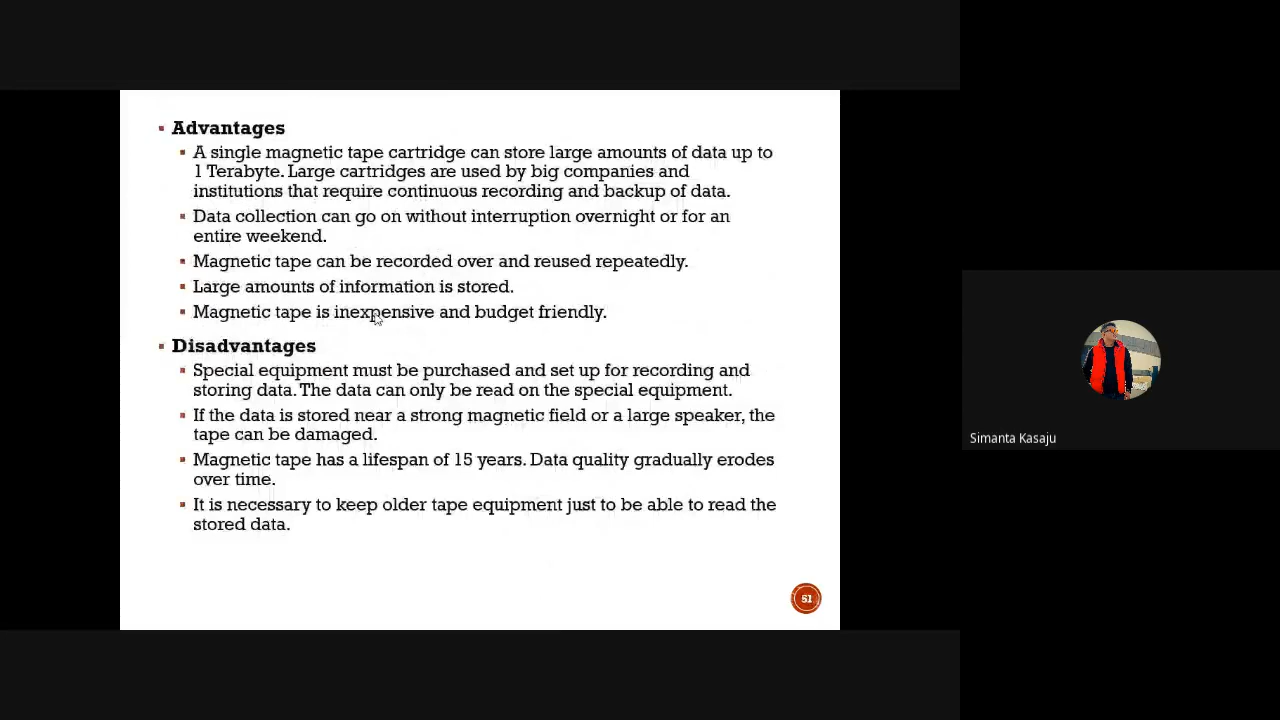 Advantages
A single magnetic tape cartridge can store large amounts of data up to
1 Terabyte. Large cartridges are used by big companies and
institutions that require continuous recording and backup of data.
Data collection can go on without interruption overnight or for an
entire weekend.
Magnetic tape can be recorded over and reused repeatedly.
Large amounts of information is stored.
Magnetic tape is inexpensive and budget friendly.
Disadvantages
Special equipment must be purchased and set up for recording and
storing data. The data can only be read on the special equipment.
If the data is stored near a strong magnetic field or a large speaker, the
tape can be damaged.
Magnetic tape has a lifespan of 15 years. Data quality gradually erodes
over time.
It is necessary to keep older tape equipment just to be able to read the
stored data.
51
Simanta Kasaju